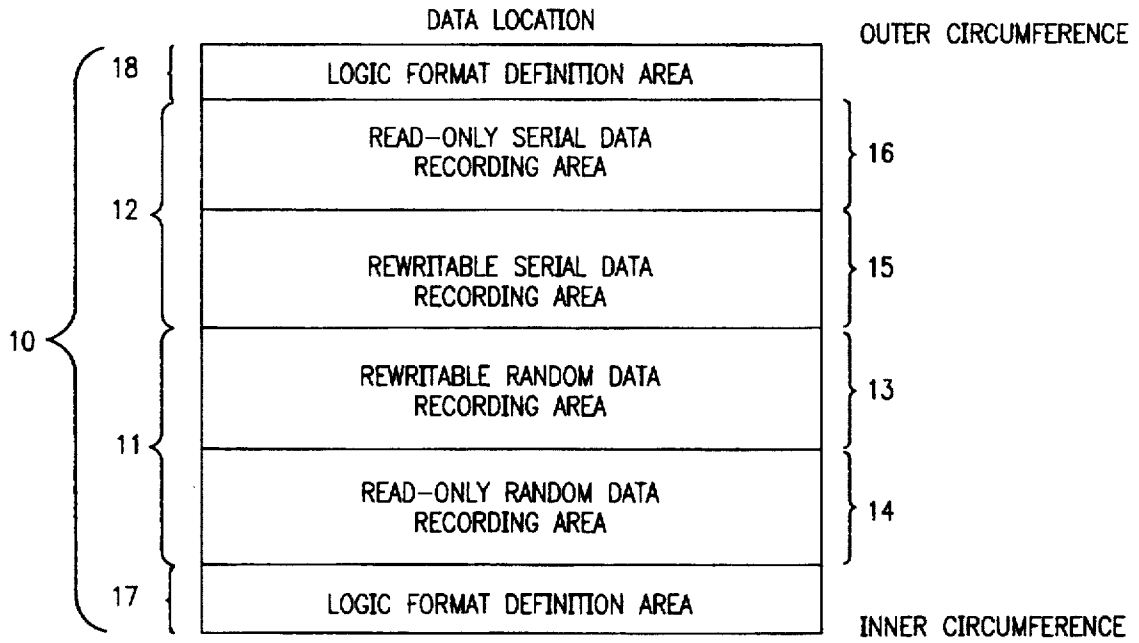 DATA LOCATION
OUTER CIRCUMFERENCE
18
LOGIC FORMAT DEFINITION AREA
READ-ONLY SERIAL DATA
RECORDING AREA
16
12
REWRITABLE SERIAL DATA
RECORDING AREA
15
10
REWRITABLE RANDOM DATA
RECORDING AREA
13
11
READ-ONLY RANDOM DATA
RECORDING AREA
14
17
LOGIC FORMAT DEFINITION AREA
INNER CIRCUMFERENCE